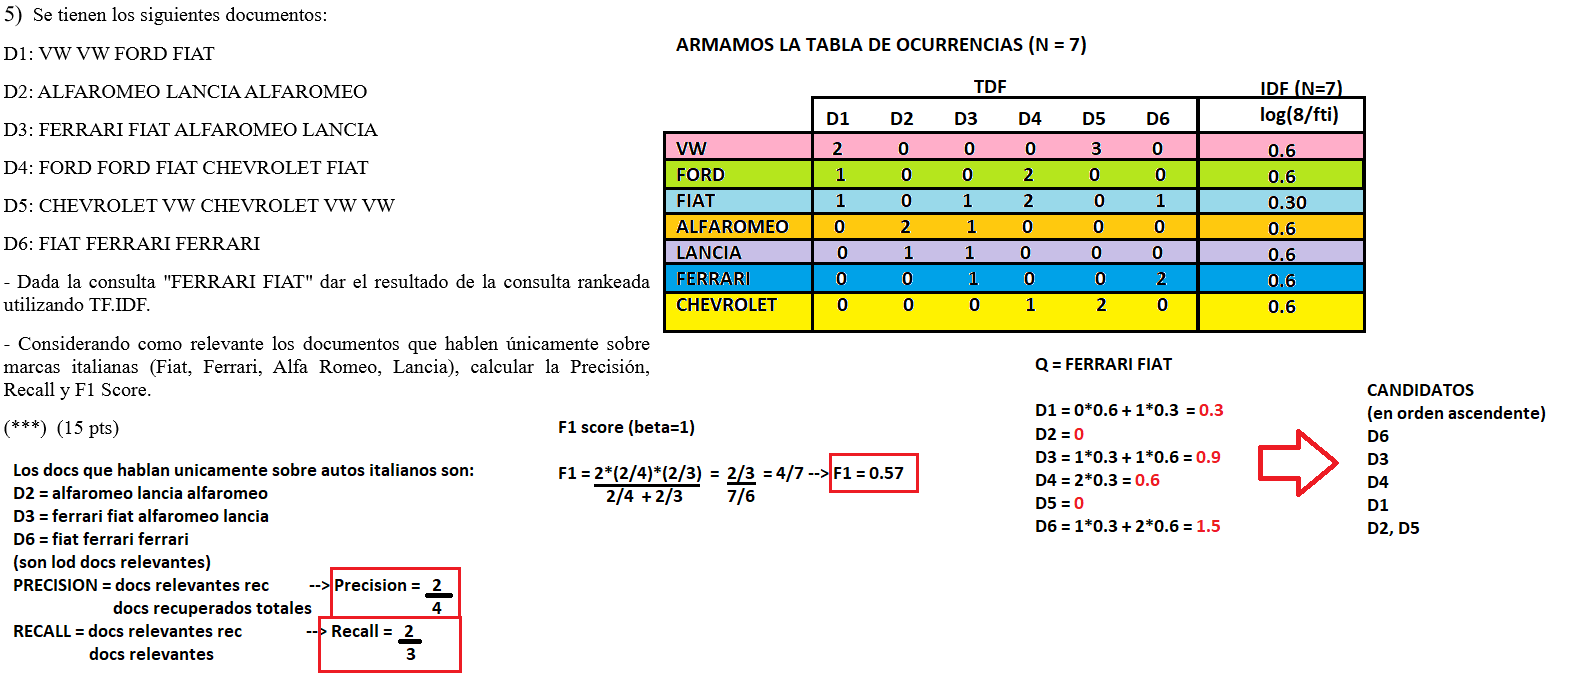 5) Se tienen los siguientes documentos:
D1: VW VW FORD FIAT
D2: ALFAROMEO LANCIA ALFAROMEO
D3: FERRARI FIAT ALFAROMEO LANCIA
D4: FORD FORD FIAT CHEVROLET FIAT
D5: CHEVROLET VW CHEVROLET VW VW
D6: FIAT FERRARI FERRARI
- Dada la consulta "FERRARI FIAT" dar el resultado de la consulta rankeada
utilizando TF.IDF.
- Considerando como relevante los documentos que hablen únicamente sobre
marcas italianas (Fiat, Ferrari, Alfa Romeo, Lancia), calcular la Precisión,
Recall y F1 Score.
(***) (15 pts)
ARMAMOS LA TABLA DE OCURRENCIAS (N = 7)
TDF IDF (N=7)
D1 D2 D3 D4 D5 D6 log(8/fti)
VW 2 0 0 0 3 0 0.6
FORD 1 0 0 2 0 0 0.6
FIAT 1 0 1 2 0 1 0.30
ALFAROMEO 0 2 1 0 0 0 0.6
LANCIA 0 1 1 0 0 0 0.6
FERRARI 0 0 1 0 0 2 0.6
CHEVROLET 0 0 0 1 2 0 0.6
Q = FERRARI FIAT
D1 = 0*0.6 + 1*0.3 = 0.3
D2 = 0
D3 = 1*0.3 + 1*0.6 = 0.9
D4 = 2*0.3 = 0.6
D5 = 0
D6 = 1*0.3 + 2*0.6 = 1.5
CANDIDATOS
(en orden ascendente)
D6
D3
D4
D1
D2, D5
F1 score (beta=1)
F1 = 2*(2/4)*(2/3) = 2/3 = 4/7 --> F1 = 0.57
2/4 + 2/3 7/6
Los docs que hablan unicamente sobre autos italianos son:
D2 = alfaromeo lancia alfaromeo
D3 = ferrari fiat alfaromeo lancia
D6 = fiat ferrari ferrari
(son lod docs relevantes)
PRECISION = docs relevantes rec --> Precision = 2
docs recuperados totales 4
RECALL = docs relevantes rec --> Recall = 2
docs relevantes 3